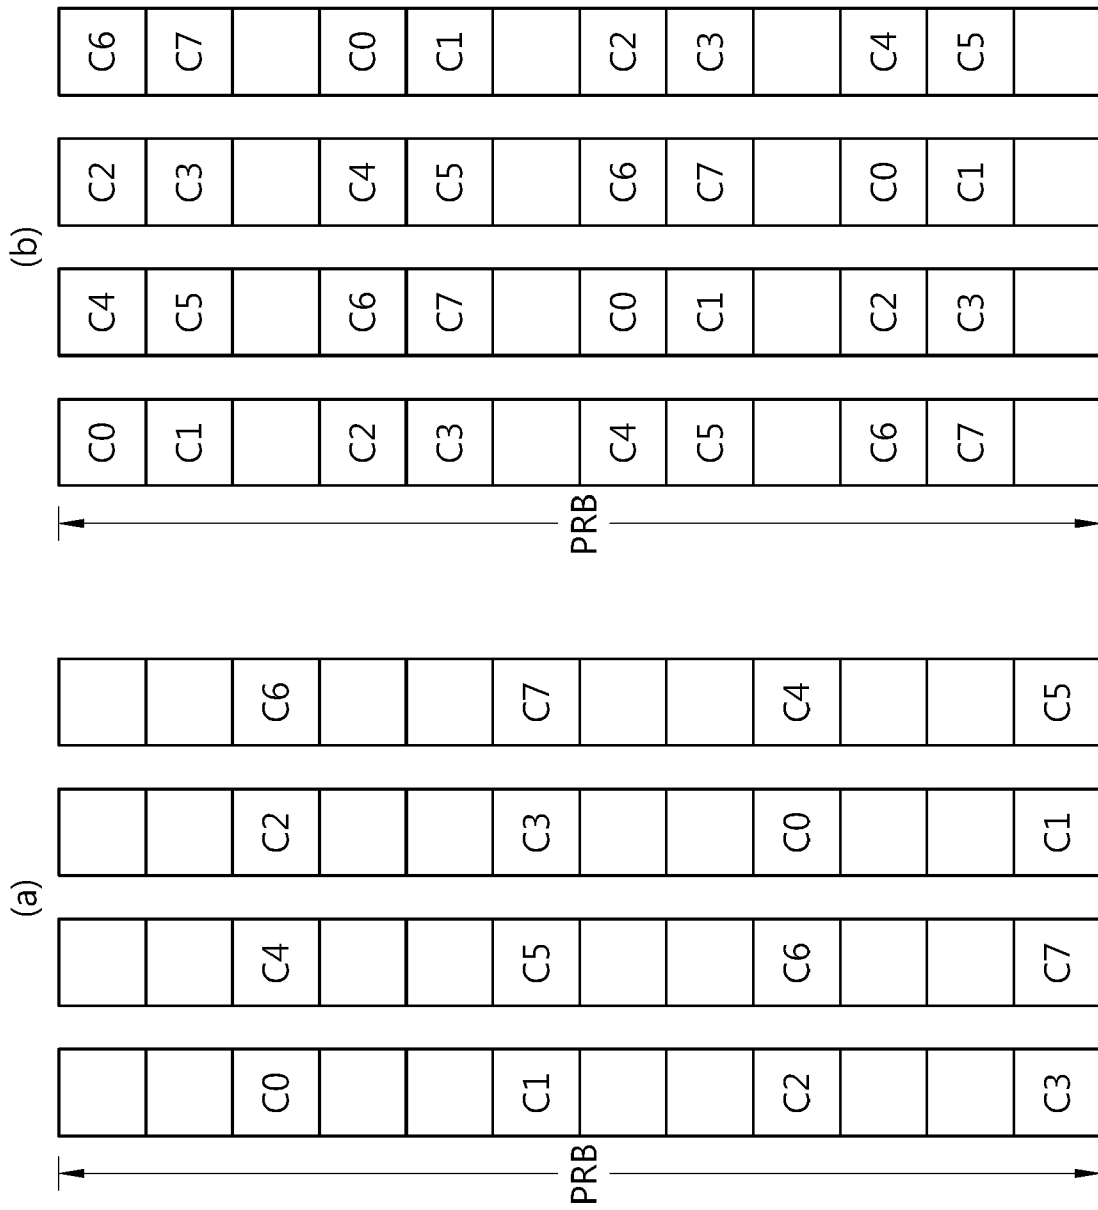 (a)
C0 C4 C2 C6
C1 C5 C3 C7
PRB
C2 C6 C0 C4
C3 C7 C1 C5
(b)
C0 C4 C2 C6
C1 C5 C3 C7
C2 C6 C4 C0
C3 C7 C5 C1
PRB
C4 C0 C6 C2
C5 C1 C7 C3
C6 C2 C0 C4
C7 C3 C1 C5